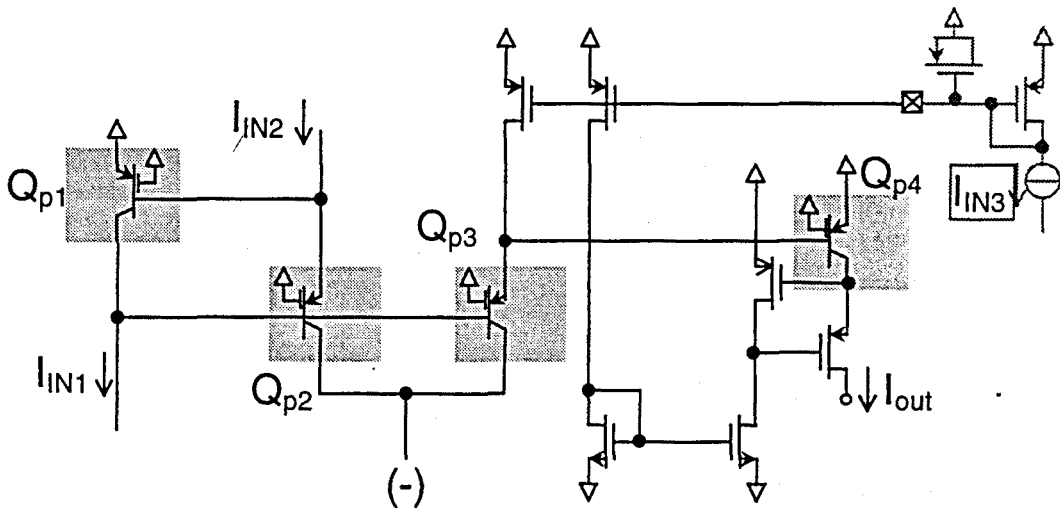 I_IN2
Q_p1
Q_p4
I_IN3
Q_p3
I_IN1
Q_p2
I_out
(-)